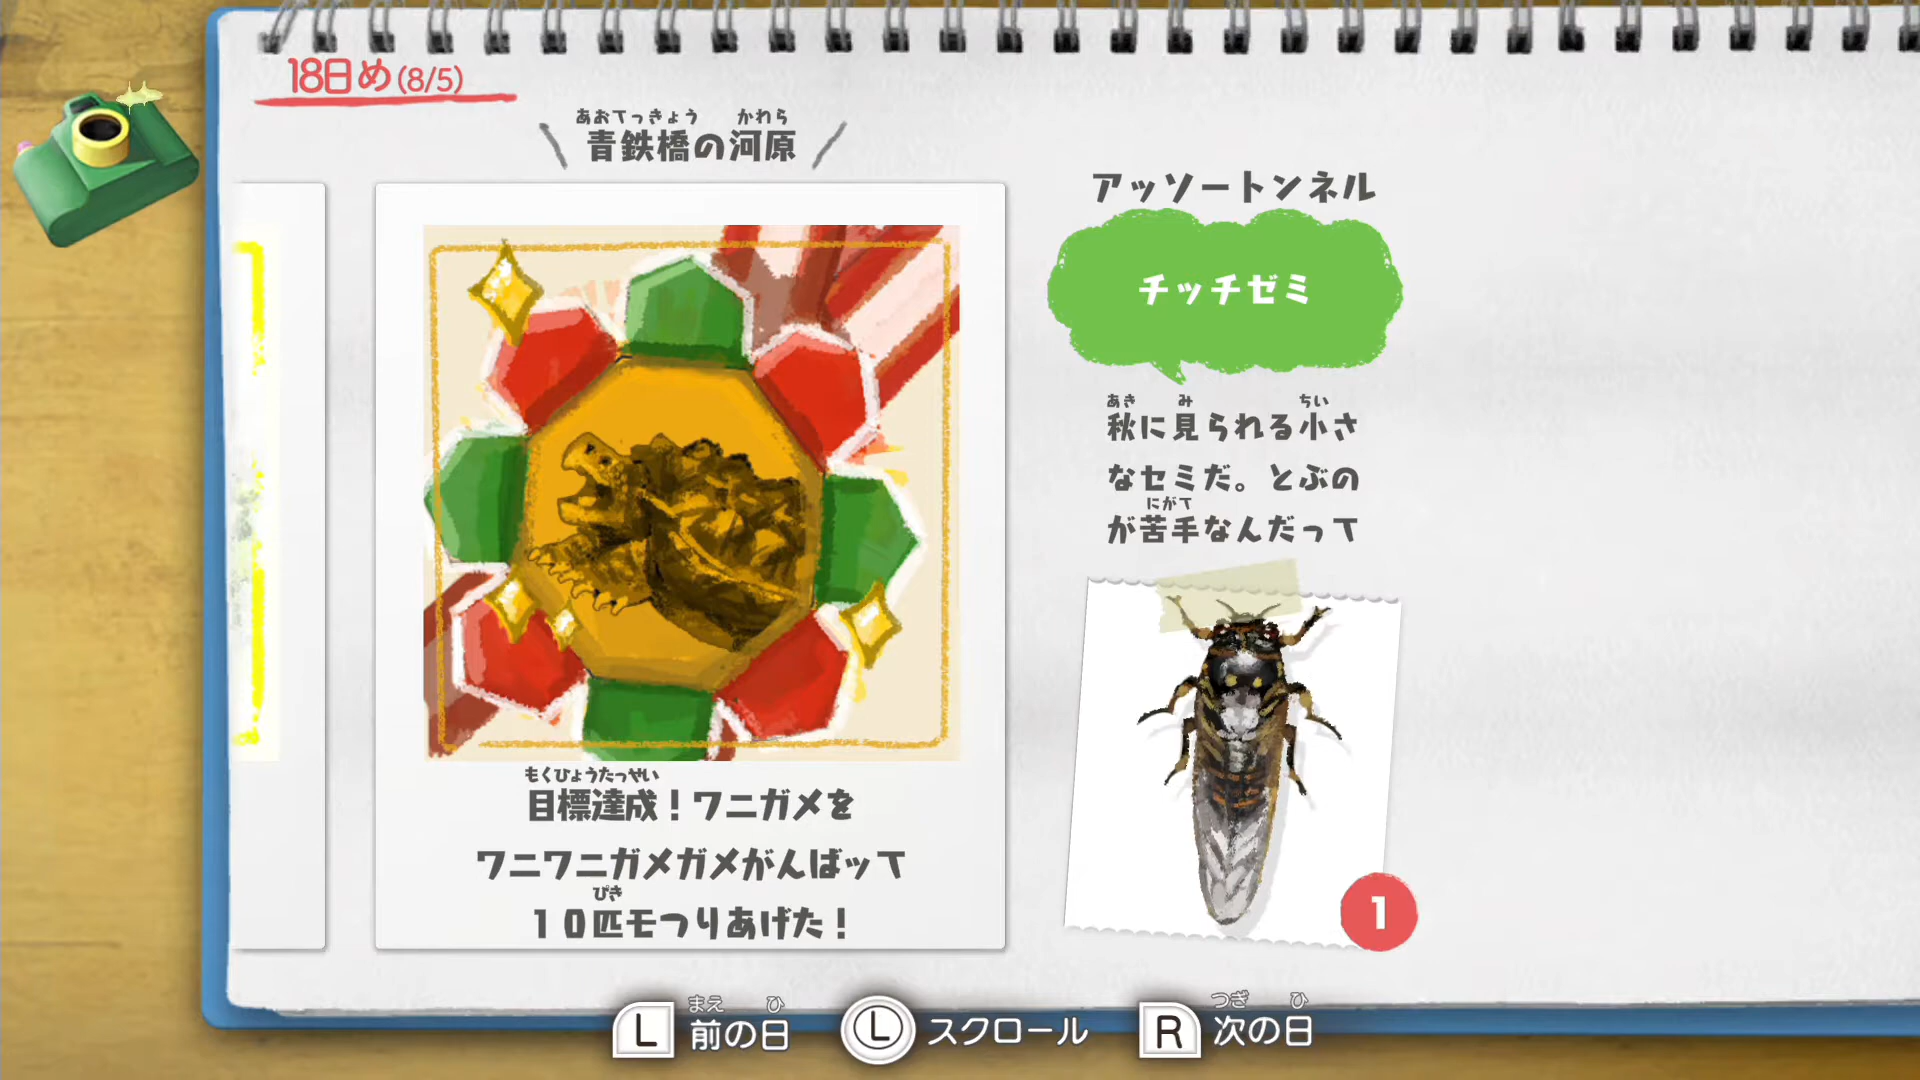 18日め(8/5)
あおてっきょう かわら
青鉄橋の河原
もくひょうたっせい
目標達成！ワニガメを
ワニワニガメガメがんばって
ぴき
10匹もつりあげた！
アッソートンネル
チッチゼミ
あき み ちい
秋に見られる小さ
なセミだ。とぶの
にがて
が苦手なんだって
1
まえ ひ
L 前の日
L スクロール
つぎ ひ
R 次の日